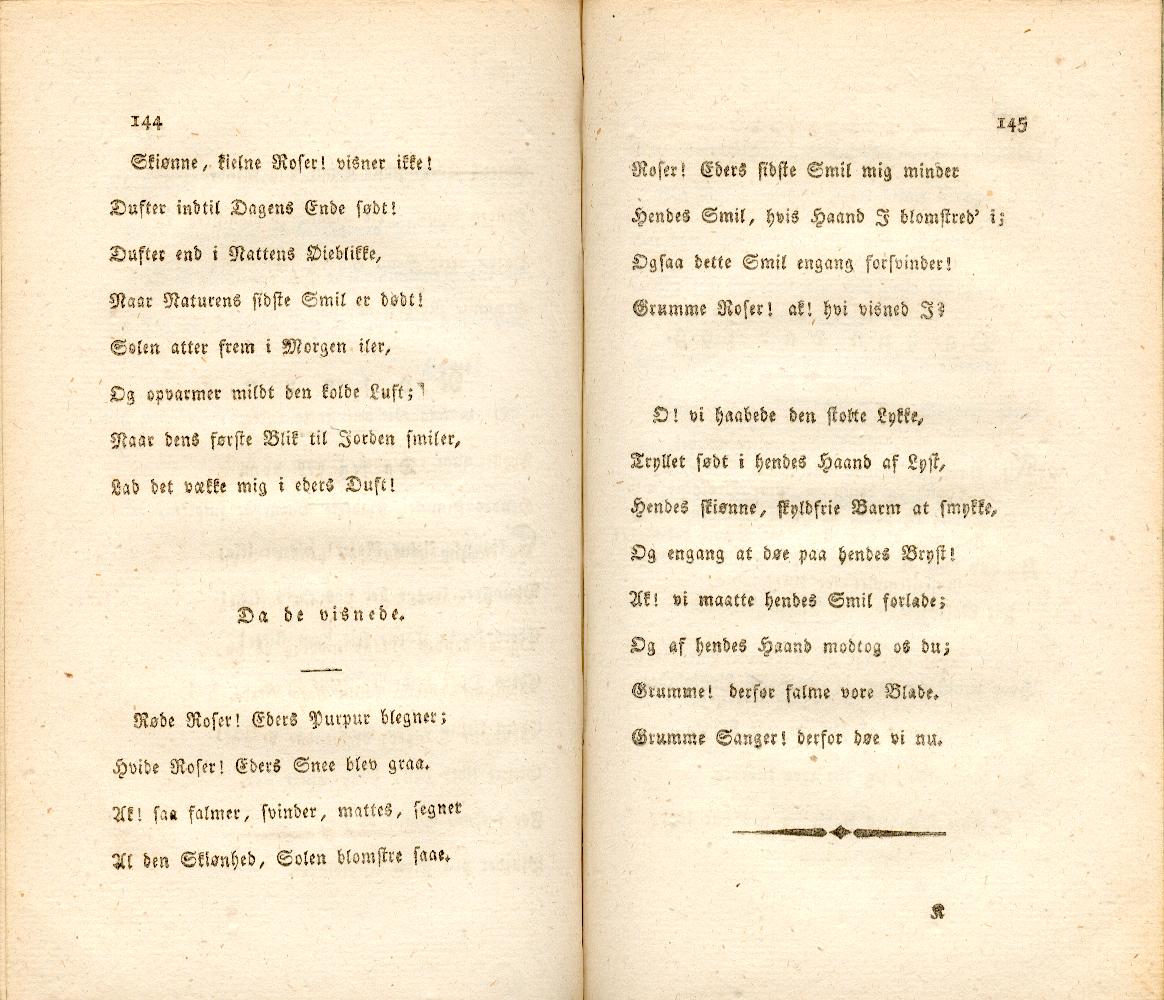 144
Skiønne, kielne Roser! visner ikke!
Dufter indtil Dagens Ende sødt!
Dufter end i Nattens Øieblikke,
Naar Naturens sidste Smil er dødt!
Solen atter frem i Morgen iler,
Og opvarmer mildt den kolde Luft;
Naar dens første Blik til Jorden smiler,
Lad det vække mig i eders Duft!
Da de visnede.
Røde Roser! Eders Purpur blegner;
Hvide Roser! Eders Snee blev graa.
Ak! saa falmer, svinder, mattes, segner
Al den Skiønhed, Solen blomstre saae.
145
Roser! Eders sidste Smil mig minder
Hendes Smil, hvis Haand I blomstred' i;
Ogsaa dette Smil engang forsvinder!
Grumme Roser! ak! hvi visned I?
O! vi haabede den stolte Lykke,
Tryllet sødt i hendes Haand af Lyst,
Hendes skiønne, skyldfrie Barm at smykke,
Og engang at døe paa hendes Bryst!
Ak! vi maatte hendes Smil forlade;
Og af hendes Haand modtog os du;
Grumme! derfor falme vore Blade.
Grumme Sanger! derfor døe vi nu.
K